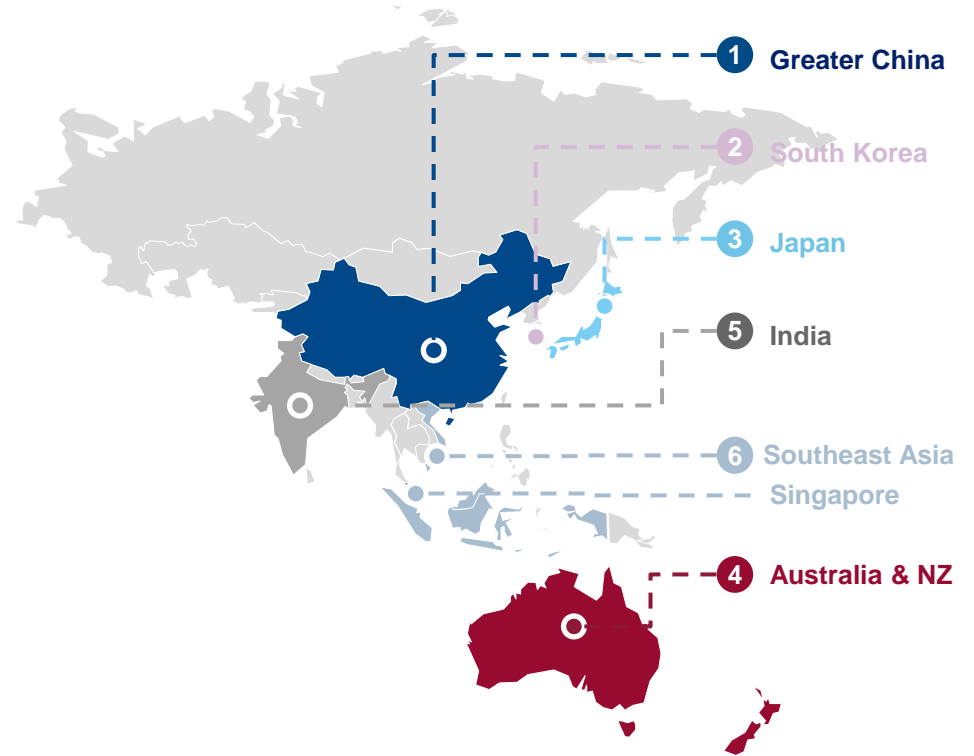 1 Greater China
2 South Korea
3 Japan
5 India
6 Southeast Asia
Singapore
4 Australia & NZ